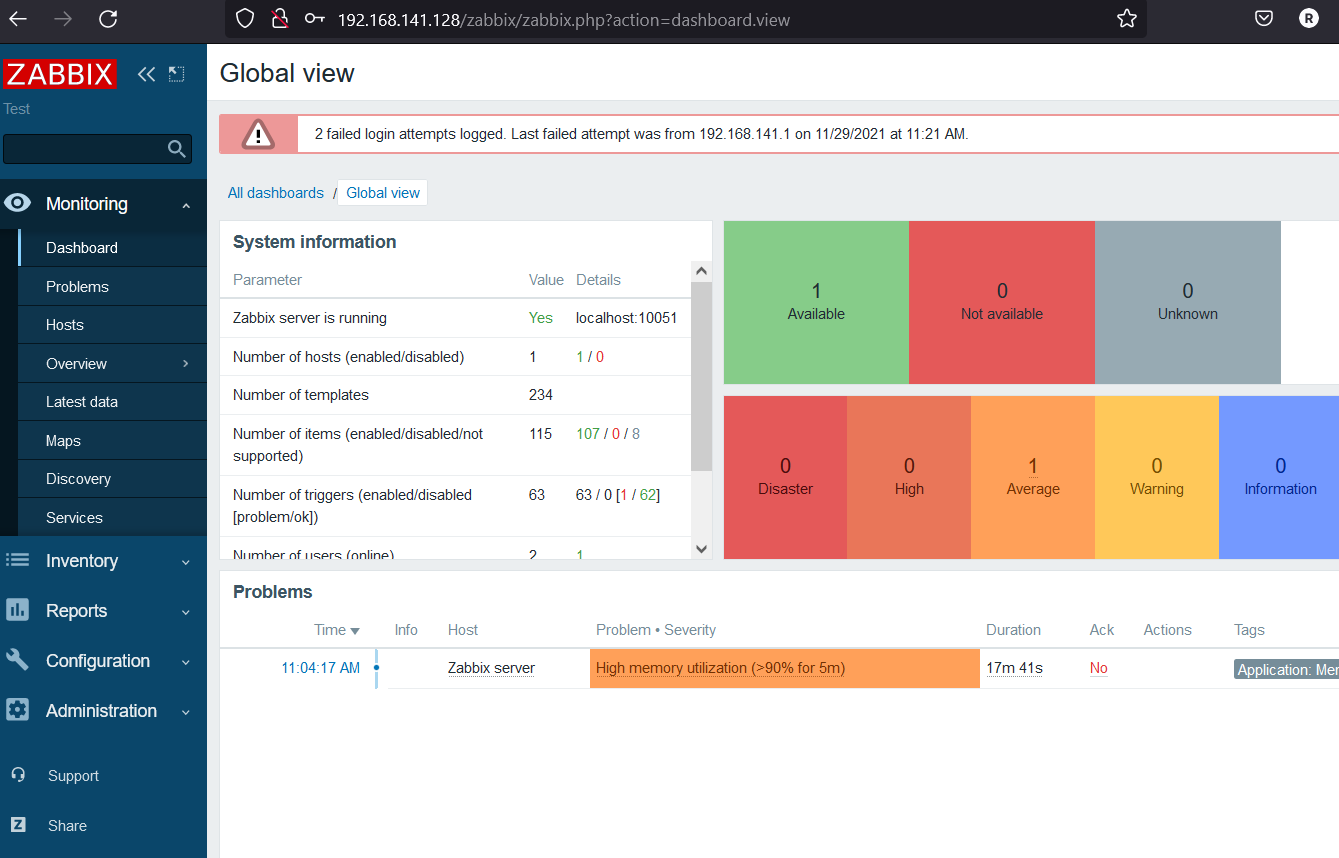 192.168.141.128/zabbix/zabbix.php?action=dashboard.view
R
ZABBIX
Test
Monitoring
Dashboard
Problems
Hosts
Overview
Latest data
Maps
Discovery
Services
Inventory
Reports
Configuration
Administration
Support
Z Share
Global view
2 failed login attempts logged. Last failed attempt was from 192.168.141.1 on 11/29/2021 at 11:21 AM.
All dashboards / Global view
System information
Parameter Value Details
Zabbix server is running Yes localhost:10051
Number of hosts (enabled/disabled) 1 1 / 0
Number of templates 234
Number of items (enabled/disabled/not 115 107 / 0 / 8
supported)
Number of triggers (enabled/disabled 63 63 / 0 [1 / 62]
[problem/ok])
Number of users (online) 2 1
1 0 0
Available Not available Unknown
0 0 1 0 0
Disaster High Average Warning Information
Problems
Time Info Host Problem • Severity Duration Ack Actions Tags
11:04:17 AM Zabbix server High memory utilization (>90% for 5m) 17m 41s No Application: Mem